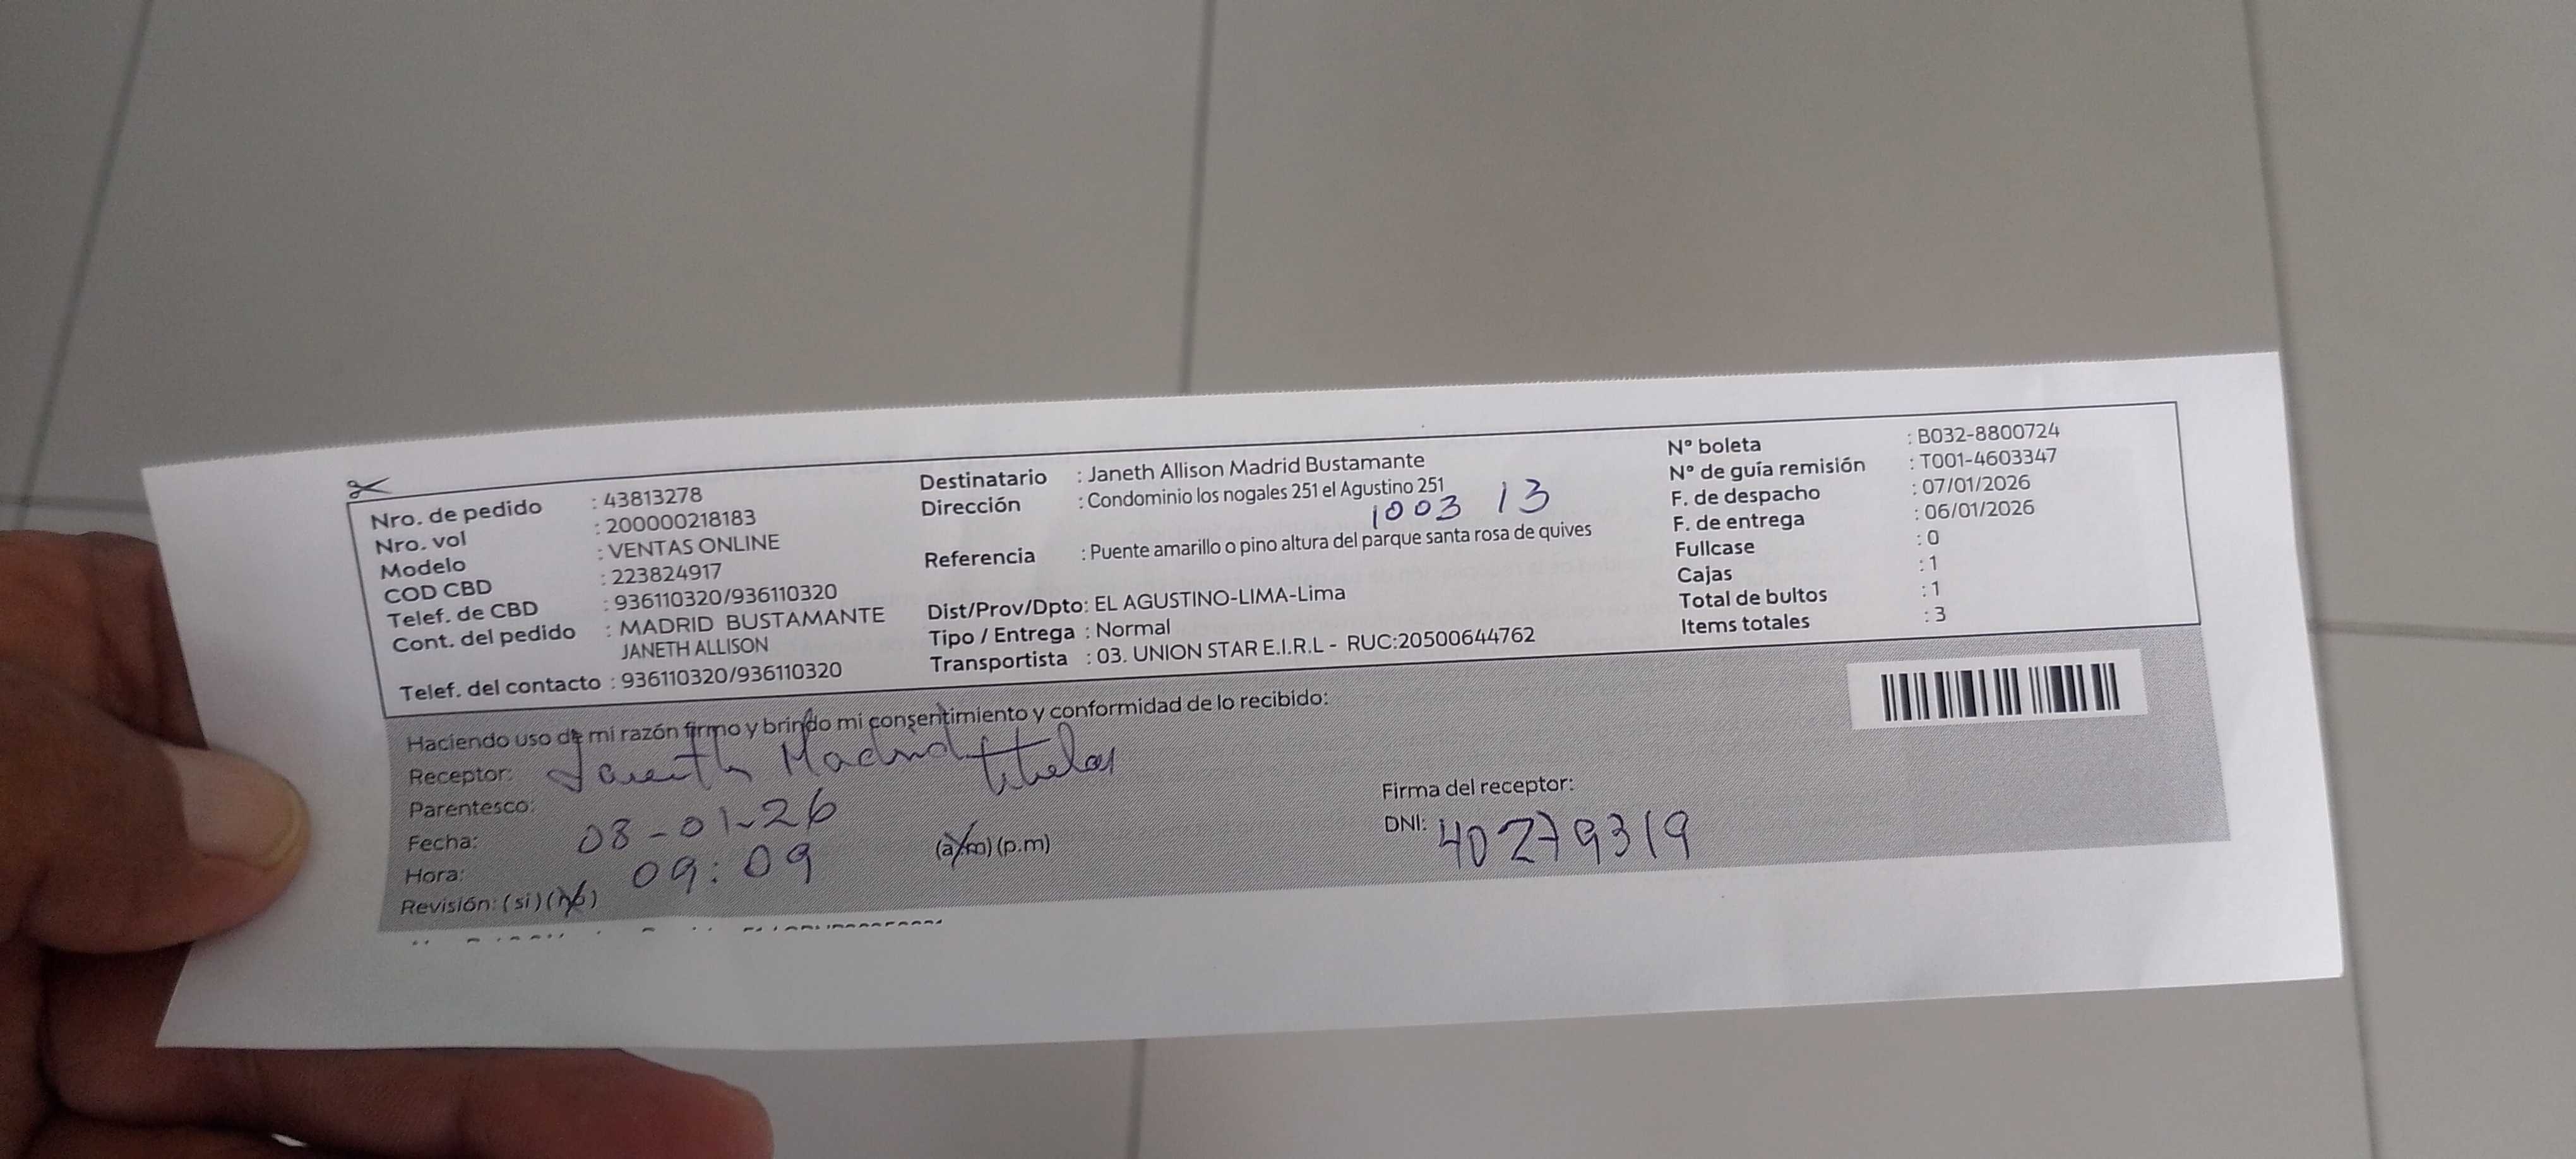 Nro. de pedido : 43813278
Nro. vol : 200000218183
Modelo : VENTAS ONLINE
COD CBD : 223824917
Telef. de CBD : 936110320/936110320
Cont. del pedido : MADRID BUSTAMANTE
JANETH ALLISON
Telef. del contacto : 936110320/936110320
Destinatario : Janeth Allison Madrid Bustamante
Dirección : Condominio los nogales 251 el Agustino 251
1003 13
Referencia : Puente amarillo o pino altura del parque santa rosa de quives
Dist/Prov/Dpto: EL AGUSTINO-LIMA-Lima
Tipo / Entrega : Normal
Transportista : 03. UNION STAR E.I.R.L - RUC:20500644762
N° boleta : B032-8800724
N° de guía remisión : T001-4603347
F. de despacho : 07/01/2026
F. de entrega : 06/01/2026
Fullcase : 0
Cajas : 1
Total de bultos : 1
Items totales : 3
Haciendo uso de mi razón firmo y brindo mi consentimiento y conformidad de lo recibido:
Receptor: Janeth Madrid titular
Parentesco:
Fecha: 08-01-26
Hora: 09:09 (a.m) (p.m)
Revisión: (si) (no)
Firma del receptor:
DNI: 40279319